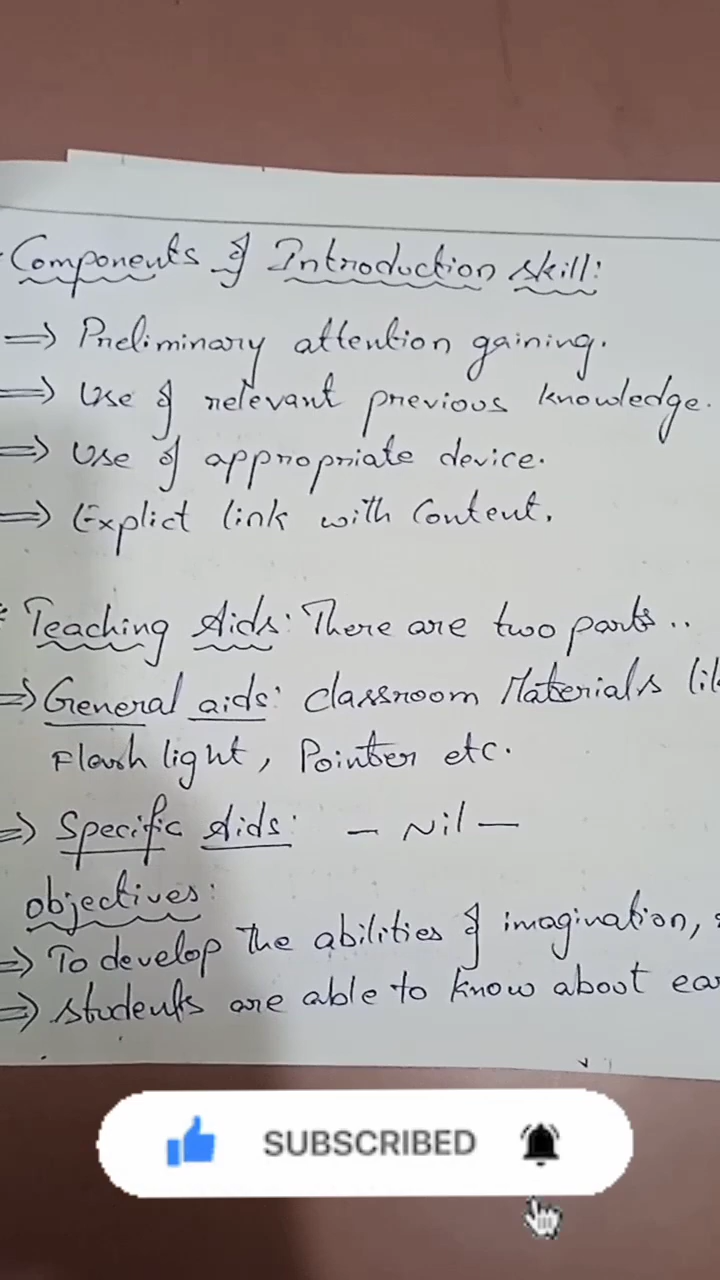 Components of Introduction skill:
=> Preliminary attention gaining.
=> Use of relevant previous knowledge.
=> Use of appropriate device.
=> Explict link with Content.
* Teaching Aids: There are two parts..
=> General aids: Classroom Materials li
Flash light, Pointer etc.
=> Specific Aids: — Nil —
objectives:
=> To develop the abilities of imagination,
=> students are able to know about ear
SUBSCRIBED